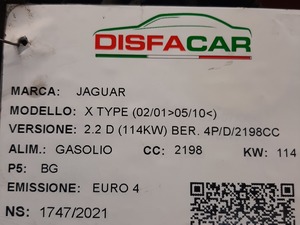 DISFACAR
MARCA: JAGUAR
MODELLO: X TYPE (02/01>05/10<)
VERSIONE: 2.2 D (114KW) BER. 4P/D/2198CC
ALIM.: GASOLIO CC: 2198 KW: 114
P5: BG
EMISSIONE: EURO 4
NS: 1747/2021